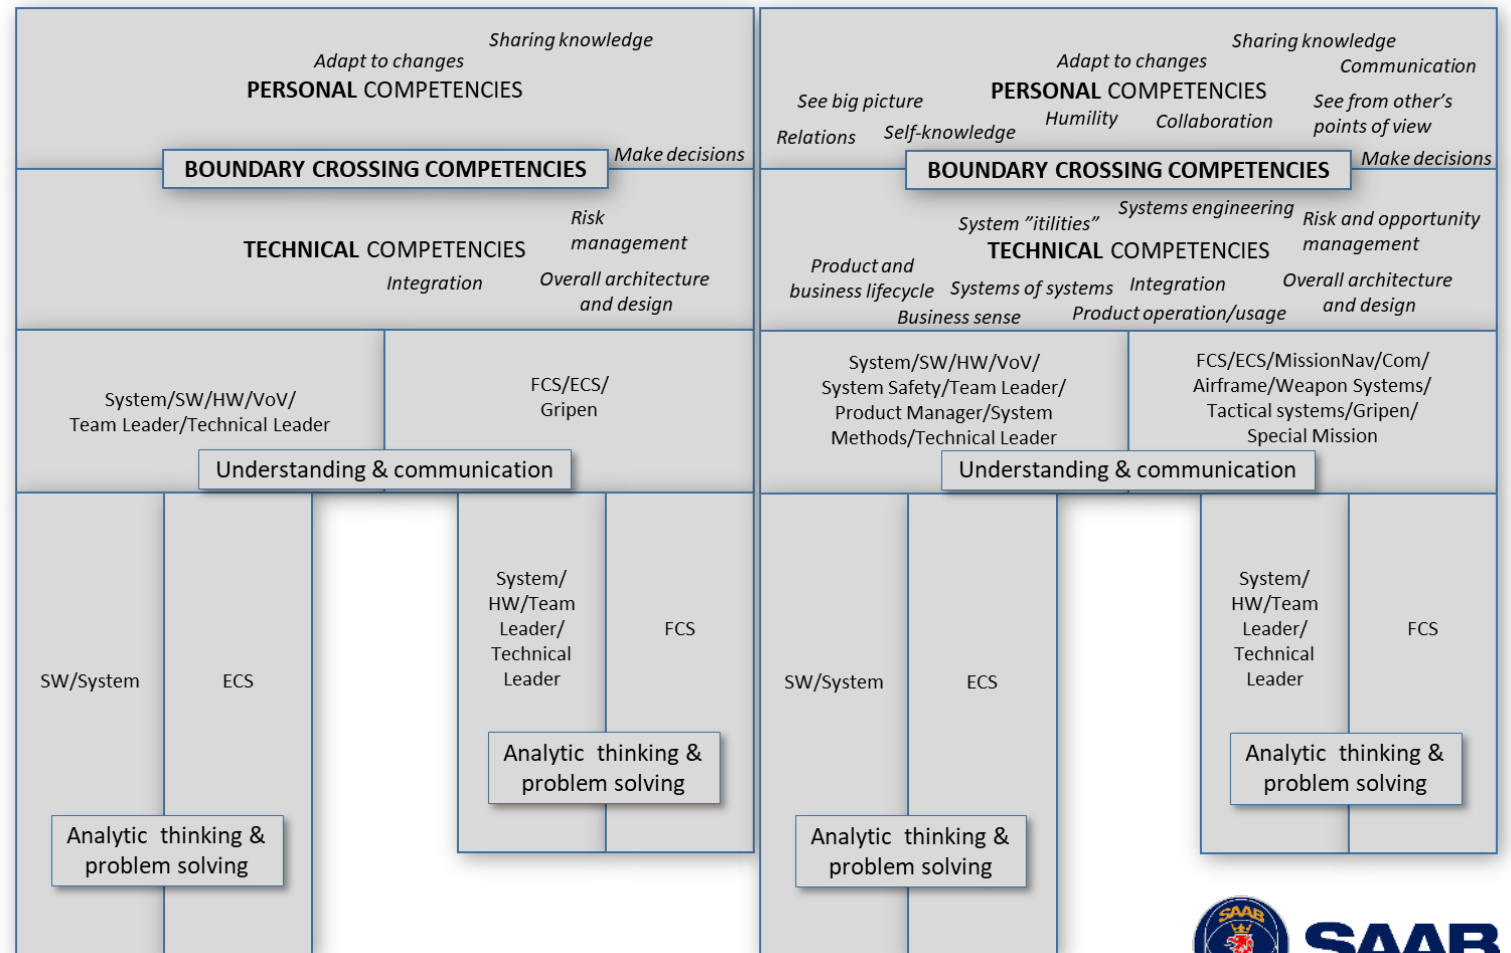 Sharing knowledge
Adapt to changes
PERSONAL COMPETENCIES
Make decisions
BOUNDARY CROSSING COMPETENCIES
Risk
management
TECHNICAL COMPETENCIES
Integration
Overall architecture
and design
System/SW/HW/VoV/
Team Leader/Technical Leader
FCS/ECS/
Gripen
Understanding & communication
SW/System
ECS
System/
HW/Team
Leader/
Technical
Leader
FCS
Analytic thinking &
problem solving
Analytic thinking &
problem solving
Sharing knowledge
Adapt to changes
Communication
PERSONAL COMPETENCIES
See big picture
See from other's
points of view
Humility
Collaboration
Relations
Self-knowledge
Make decisions
BOUNDARY CROSSING COMPETENCIES
Systems engineering
System ”itilities”
Risk and opportunity
management
TECHNICAL COMPETENCIES
Product and
business lifecycle
Systems of systems
Integration
Overall architecture
and design
Business sense
Product operation/usage
System/SW/HW/VoV/
System Safety/Team Leader/
Product Manager/System
Methods/Technical Leader
FCS/ECS/MissionNav/Com/
Airframe/Weapon Systems/
Tactical systems/Gripen/
Special Mission
Understanding & communication
SW/System
ECS
System/
HW/Team
Leader/
Technical
Leader
FCS
Analytic thinking &
problem solving
Analytic thinking &
problem solving
SAAB
SAAB